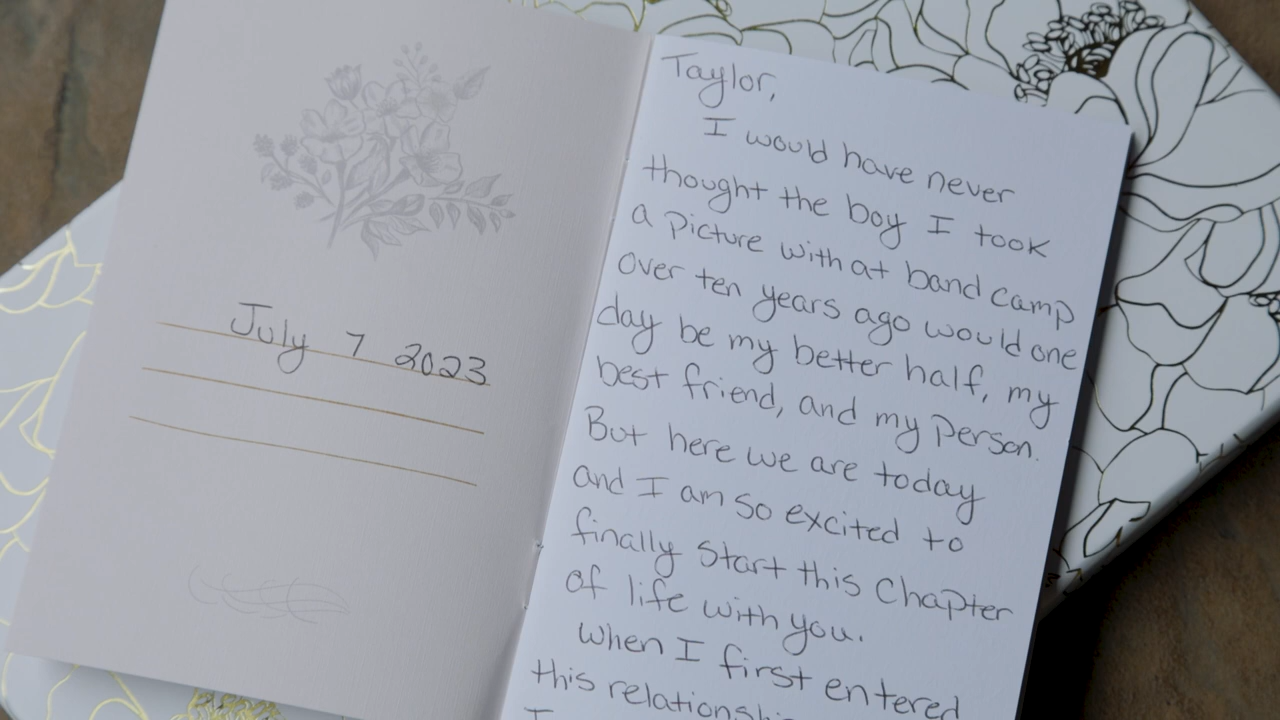 July 7 2023
Taylor,
I would have never
thought the boy I took
a picture with at band camp
over ten years ago would one
day be my better half, my
best friend, and my person.
But here we are today
and I am so excited to
finally start this chapter
of life with you.
When I first entered
this
I